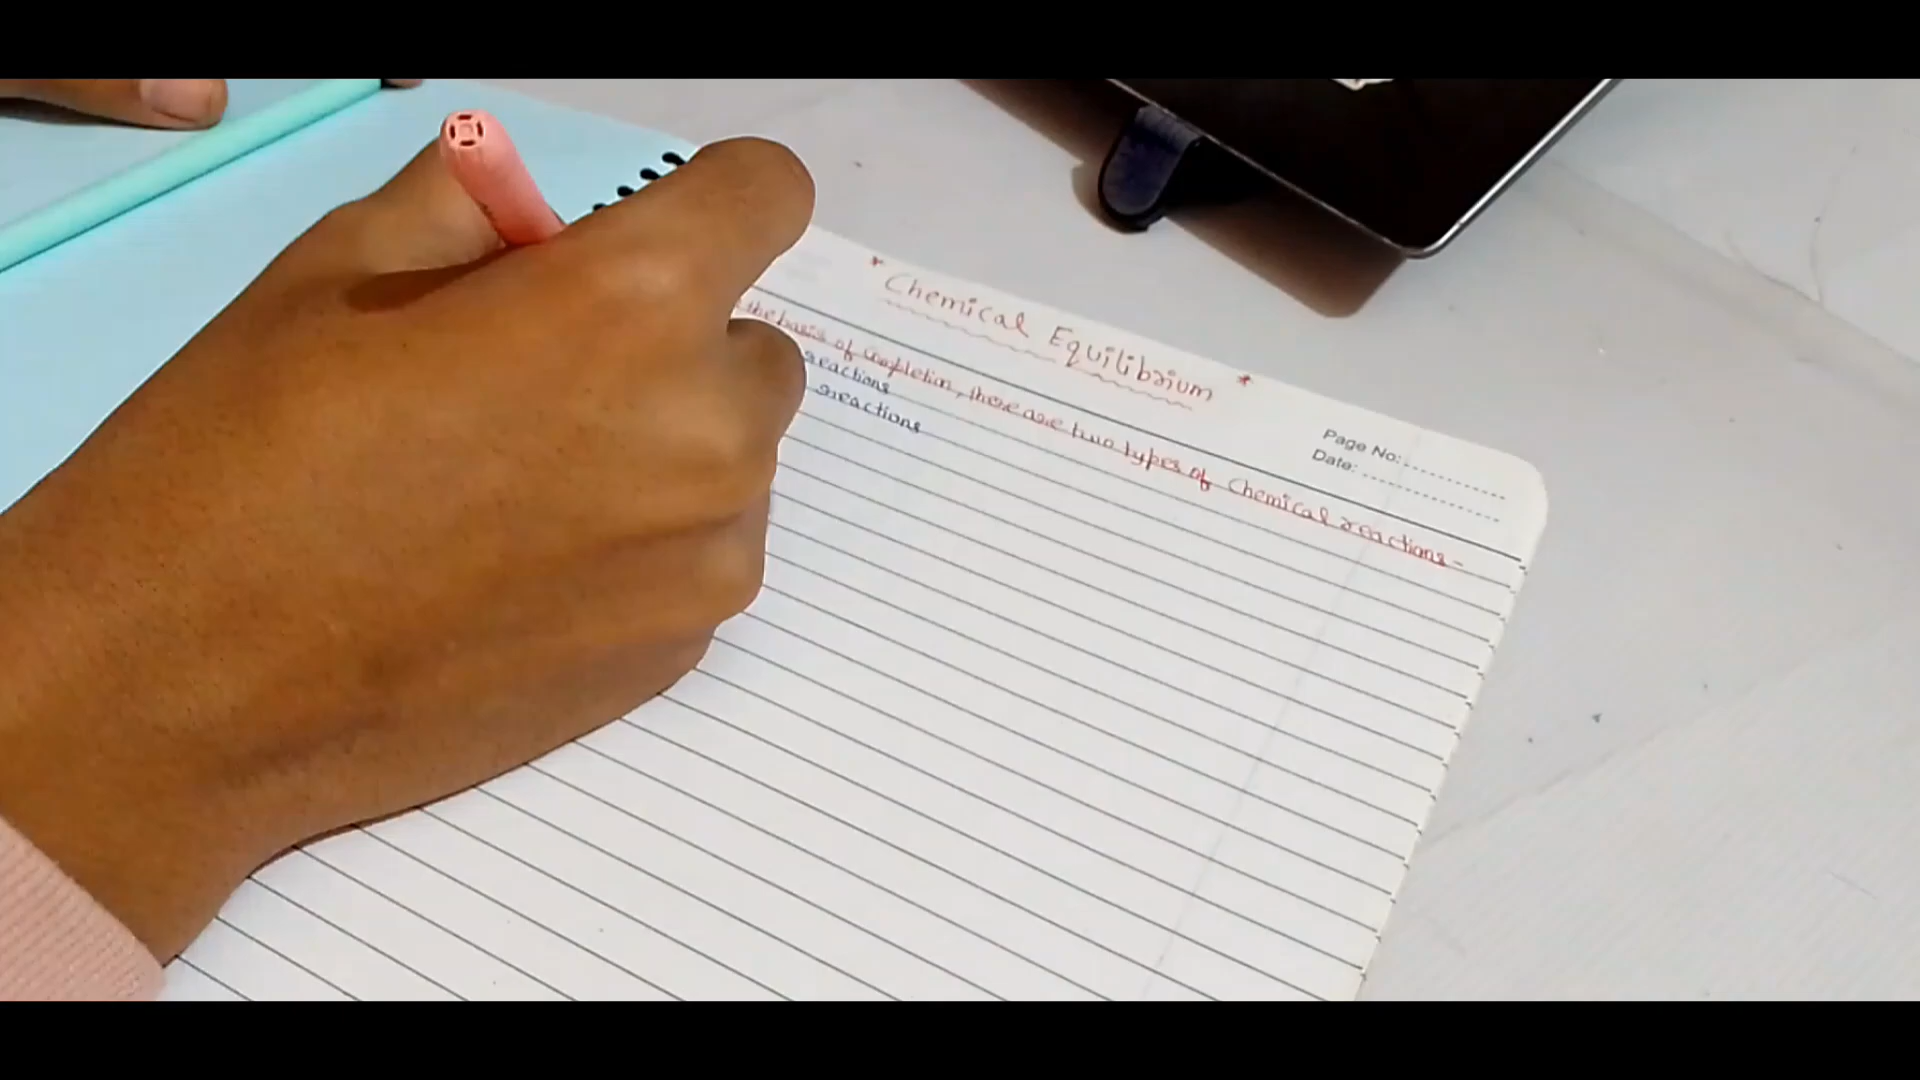 * Chemical Equilibrium *
Page No:
Date:
the basis of completion, there are two types of Chemical reactions -
reactions
reactions